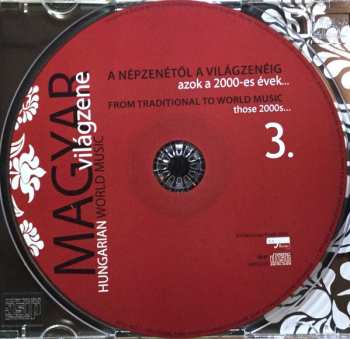 A NÉPZENÉTŐL A VILÁGZENÉIG
azok a 2000-es évek...
FROM TRADITIONAL TO WORLD MUSIC
those 2000s...
3.
MAGYAR
világzene
HUNGARIAN WORLD MUSIC